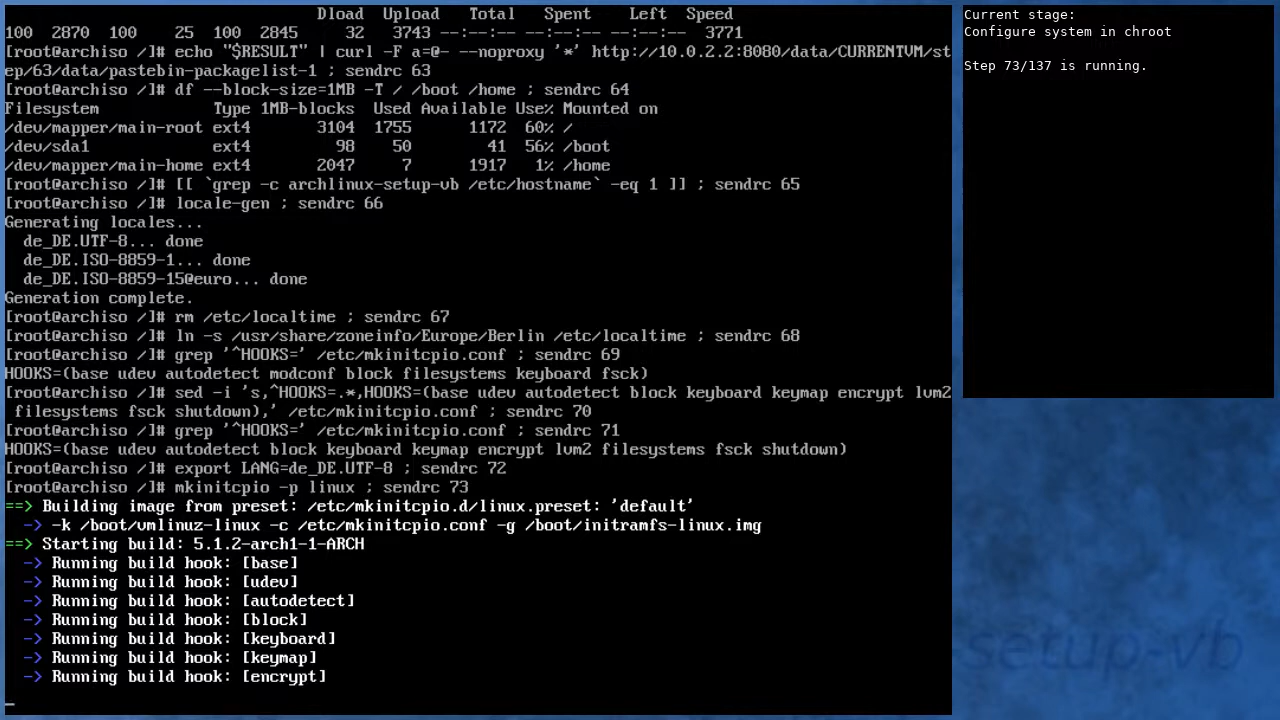 Dload  Upload   Total   Spent    Left  Speed
100  2870  100    25  100  2845     32   3743 --:--:-- --:--:-- --:--:--  3771
[root@archiso /]# echo "$RESULT" | curl -F a=@- --noproxy '*' http://10.0.2.2:8080/data/CURRENTVM/st
ep/63/data/pastebin-packagelist-1 ; sendrc 63
[root@archiso /]# df --block-size=1MB -T / /boot /home ; sendrc 64
Filesystem            Type 1MB-blocks  Used Available Use% Mounted on
/dev/mapper/main-root ext4       3104  1755      1172  60% /
/dev/sda1             ext4         98    50        41  56% /boot
/dev/mapper/main-home ext4       2047     7      1917   1% /home
[root@archiso /]# [[ `grep -c archlinux-setup-vb /etc/hostname` -eq 1 ]] ; sendrc 65
[root@archiso /]# locale-gen ; sendrc 66
Generating locales...
  de_DE.UTF-8... done
  de_DE.ISO-8859-1... done
  de_DE.ISO-8859-15@euro... done
Generation complete.
[root@archiso /]# rm /etc/localtime ; sendrc 67
[root@archiso /]# ln -s /usr/share/zoneinfo/Europe/Berlin /etc/localtime ; sendrc 68
[root@archiso /]# grep '^HOOKS=' /etc/mkinitcpio.conf ; sendrc 69
HOOKS=(base udev autodetect modconf block filesystems keyboard fsck)
[root@archiso /]# sed -i 's,^HOOKS=.*,HOOKS=(base udev autodetect block keyboard keymap encrypt lvm2
 filesystems fsck shutdown),' /etc/mkinitcpio.conf ; sendrc 70
[root@archiso /]# grep '^HOOKS=' /etc/mkinitcpio.conf ; sendrc 71
HOOKS=(base udev autodetect block keyboard keymap encrypt lvm2 filesystems fsck shutdown)
[root@archiso /]# export LANG=de_DE.UTF-8 ; sendrc 72
[root@archiso /]# mkinitcpio -p linux ; sendrc 73
==> Building image from preset: /etc/mkinitcpio.d/linux.preset: 'default'
  -> -k /boot/vmlinuz-linux -c /etc/mkinitcpio.conf -g /boot/initramfs-linux.img
==> Starting build: 5.1.2-arch1-1-ARCH
  -> Running build hook: [base]
  -> Running build hook: [udev]
  -> Running build hook: [autodetect]
  -> Running build hook: [block]
  -> Running build hook: [keyboard]
  -> Running build hook: [keymap]
  -> Running build hook: [encrypt]
Current stage:
Configure system in chroot
Step 73/137 is running.
-setup-vb